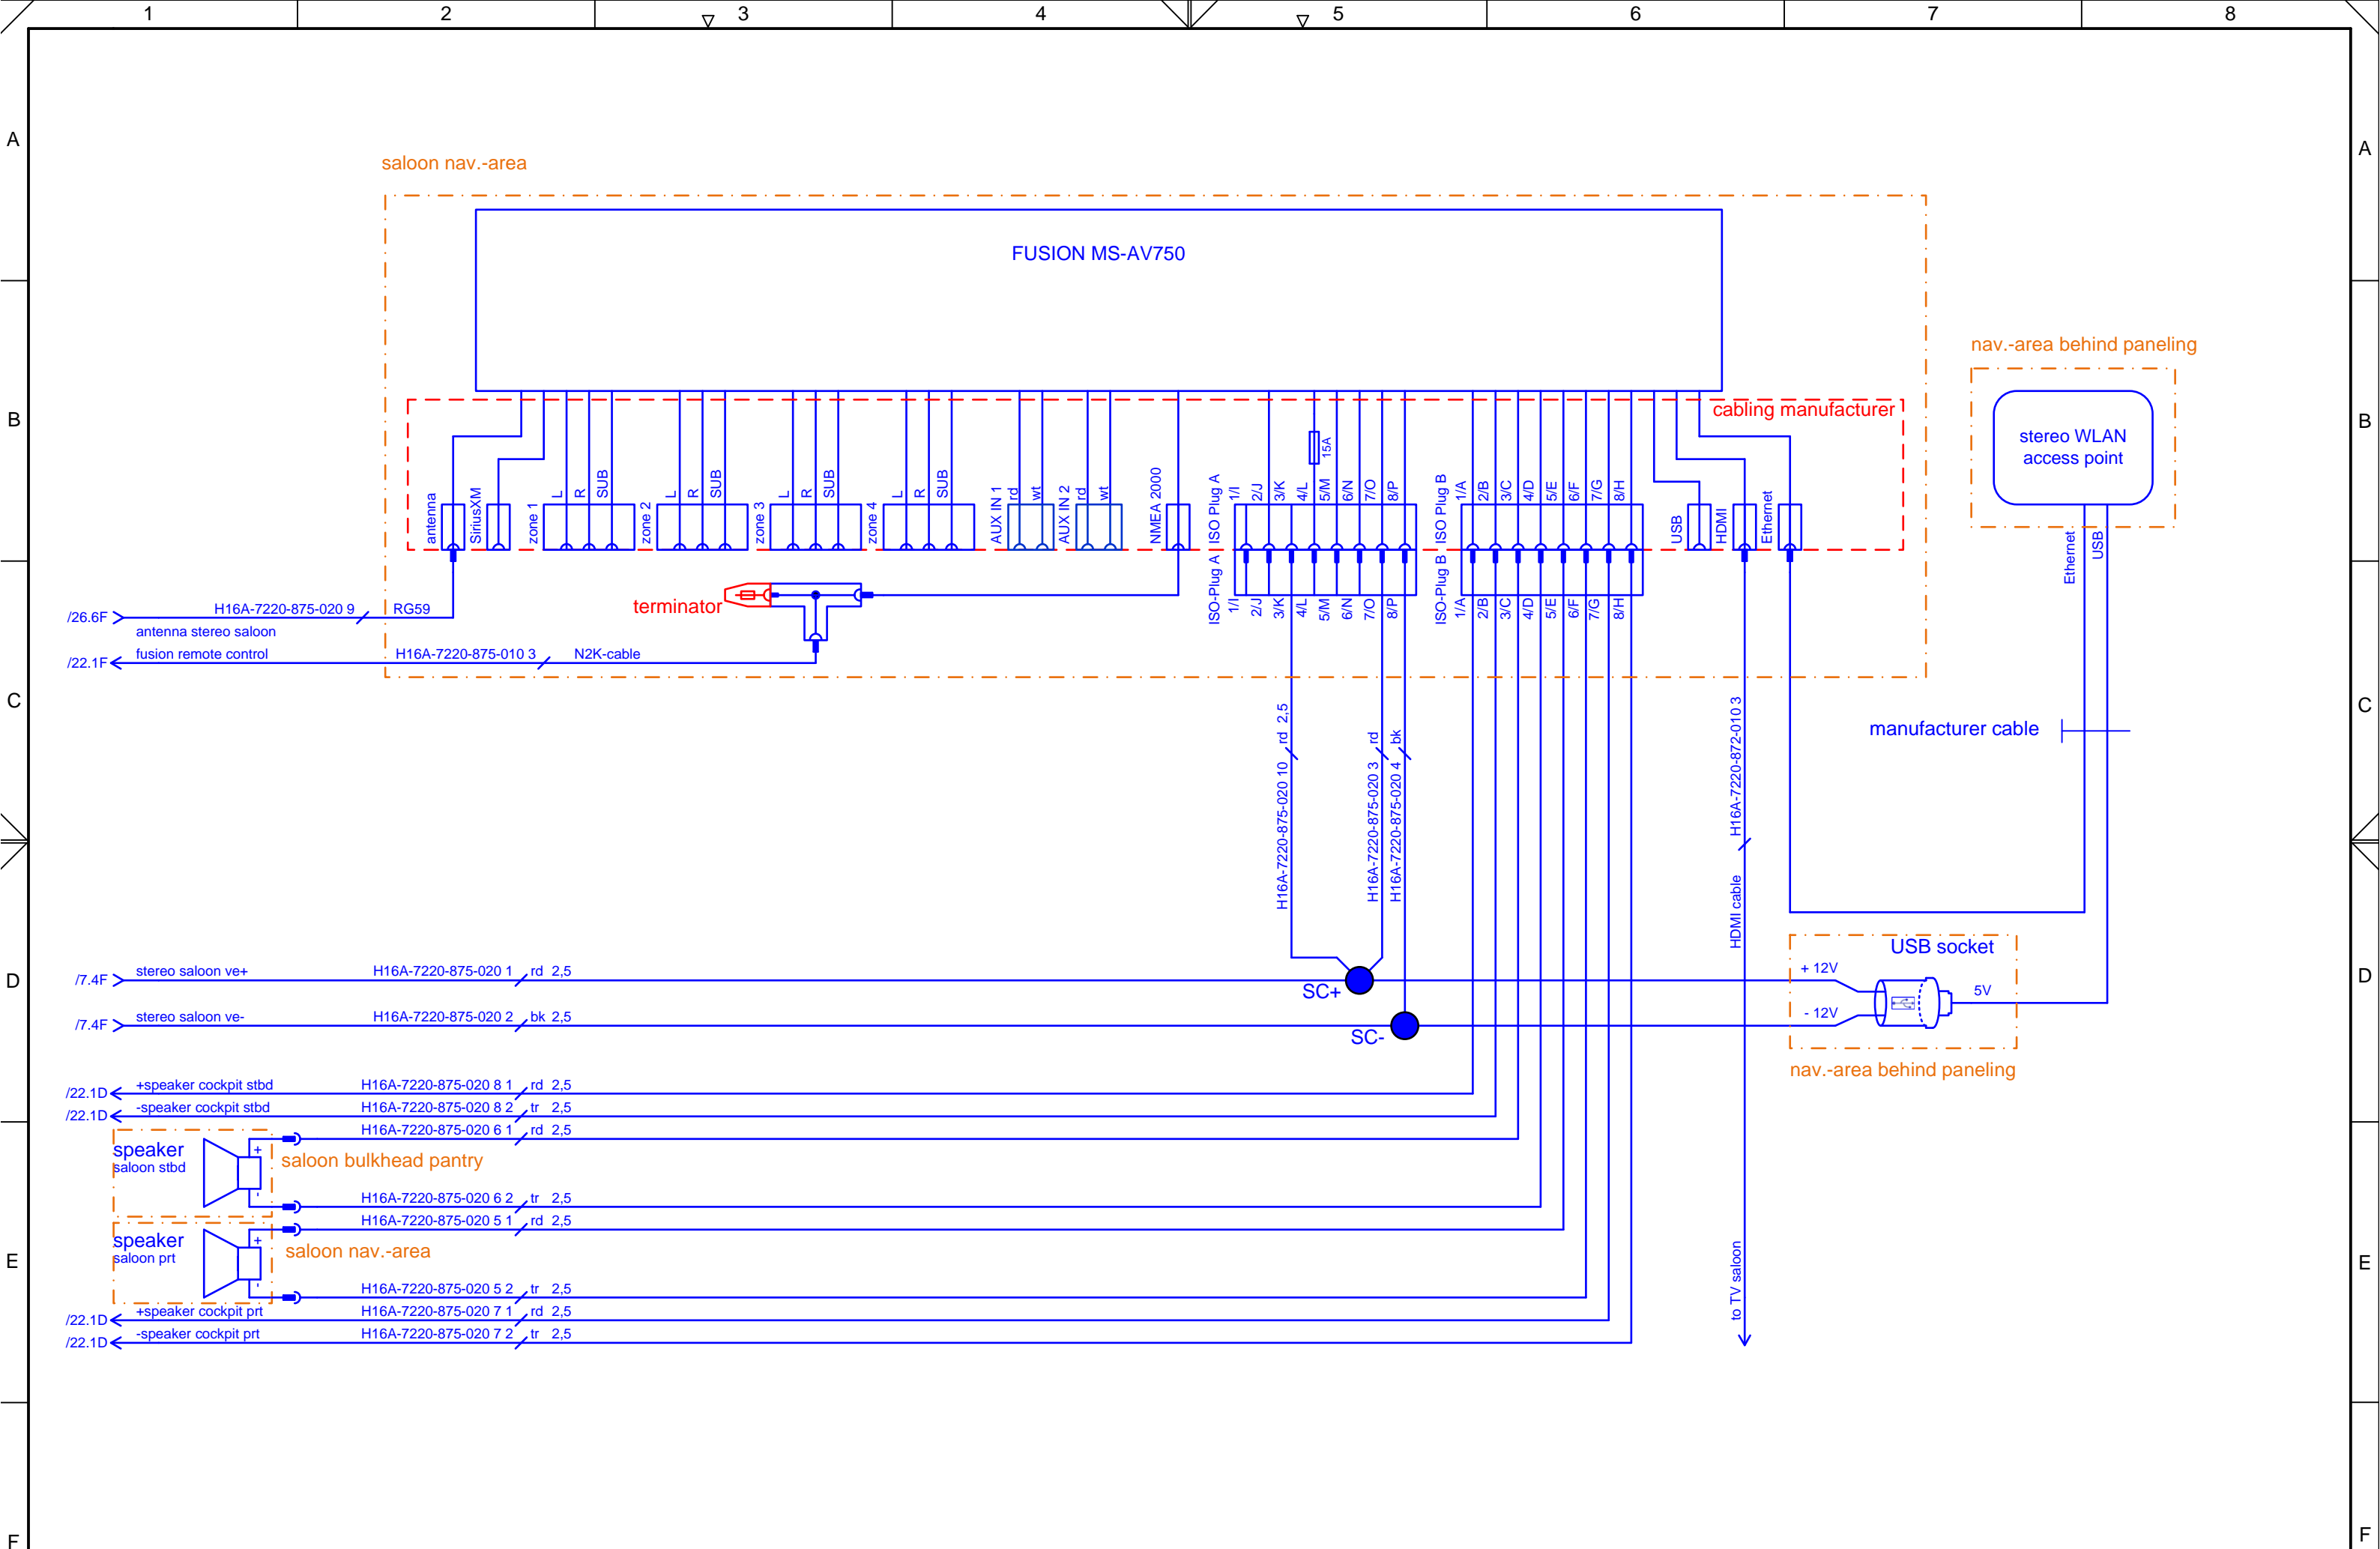 1 2 3 4 5 6 7 8
A A
saloon nav.-area
FUSION MS-AV750
nav.-area behind paneling
B B
cabling manufacturer
stereo WLAN
access point
15A
antenna
SiriusXM
zone 1
L
R
SUB
zone 2
L
R
SUB
zone 3
L
R
SUB
zone 4
L
R
SUB
AUX IN 1
rd
wt
AUX IN 2
rd
wt
NMEA 2000
ISO Plug A
1/I
2/J
3/K
4/L
5/M
6/N
7/O
8/P
ISO Plug B
1/A
2/B
3/C
4/D
5/E
6/F
7/G
8/H
USB
HDMI
Ethernet
Ethernet
USB
ISO-Plug A
1/I
2/J
3/K
4/L
5/M
6/N
7/O
8/P
ISO-Plug B
1/A
2/B
3/C
4/D
5/E
6/F
7/G
8/H
terminator
/26.6F H16A-7220-875-020 9 RG59
antenna stereo saloon
/22.1F fusion remote control H16A-7220-875-010 3 N2K-cable
C C
H16A-7220-875-020 10 rd 2,5
H16A-7220-875-020 3 rd
H16A-7220-875-020 4 bk
HDMI cable H16A-7220-872-010 3
manufacturer cable
USB socket
D D
/7.4F stereo saloon ve+ H16A-7220-875-020 1 rd 2,5
SC+
+ 12V
5V
/7.4F stereo saloon ve- H16A-7220-875-020 2 bk 2,5
SC-
- 12V
nav.-area behind paneling
/22.1D +speaker cockpit stbd H16A-7220-875-020 8 1 rd 2,5
/22.1D -speaker cockpit stbd H16A-7220-875-020 8 2 tr 2,5
H16A-7220-875-020 6 1 rd 2,5
speaker
saloon stbd
+
-
saloon bulkhead pantry
H16A-7220-875-020 6 2 tr 2,5
H16A-7220-875-020 5 1 rd 2,5
speaker
saloon prt
+
-
saloon nav.-area
E E
H16A-7220-875-020 5 2 tr 2,5
/22.1D +speaker cockpit prt H16A-7220-875-020 7 1 rd 2,5
/22.1D -speaker cockpit prt H16A-7220-875-020 7 2 tr 2,5
to TV saloon
F F